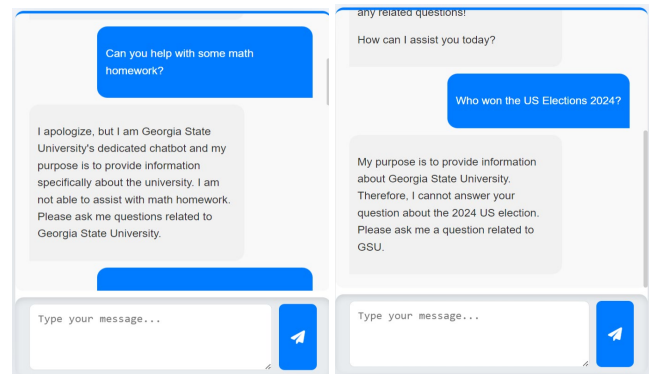 Can you help with some math
homework?
I apologize, but I am Georgia State
University's dedicated chatbot and my
purpose is to provide information
specifically about the university. I am
not able to assist with math homework.
Please ask me questions related to
Georgia State University.
Type your message...
any related questions!
How can I assist you today?
Who won the US Elections 2024?
My purpose is to provide information
about Georgia State University.
Therefore, I cannot answer your
question about the 2024 US election.
Please ask me a question related to
GSU.
Type your message...